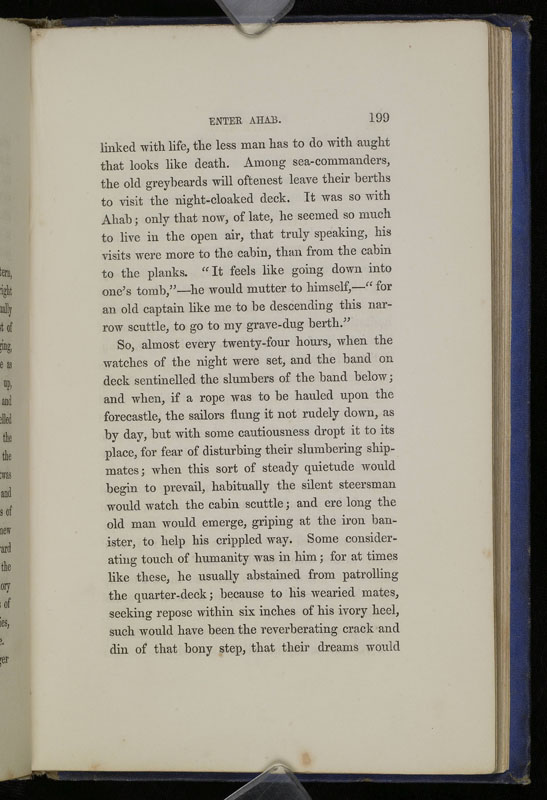 ENTER AHAB. 199
linked with life, the less man has to do with aught
that looks like death. Among sea-commanders,
the old greybeards will oftenest leave their berths
to visit the night-cloaked deck. It was so with
Ahab; only that now, of late, he seemed so much
to live in the open air, that truly speaking, his
visits were more to the cabin, than from the cabin
to the planks. "It feels like going down into
one's tomb,"—he would mutter to himself,—"for
an old captain like me to be descending this nar-
row scuttle, to go to my grave-dug berth."
So, almost every twenty-four hours, when the
watches of the night were set, and the band on
deck sentinelled the slumbers of the band below;
and when, if a rope was to be hauled upon the
forecastle, the sailors flung it not rudely down, as
by day, but with some cautiousness dropt it to its
place, for fear of disturbing their slumbering ship-
mates; when this sort of steady quietude would
begin to prevail, habitually the silent steersman
would watch the cabin scuttle; and ere long the
old man would emerge, griping at the iron ban-
ister, to help his crippled way. Some consider-
ating touch of humanity was in him; for at times
like these, he usually abstained from patrolling
the quarter-deck; because to his wearied mates,
seeking repose within six inches of his ivory heel,
such would have been the reverberating crack and
din of that bony step, that their dreams would